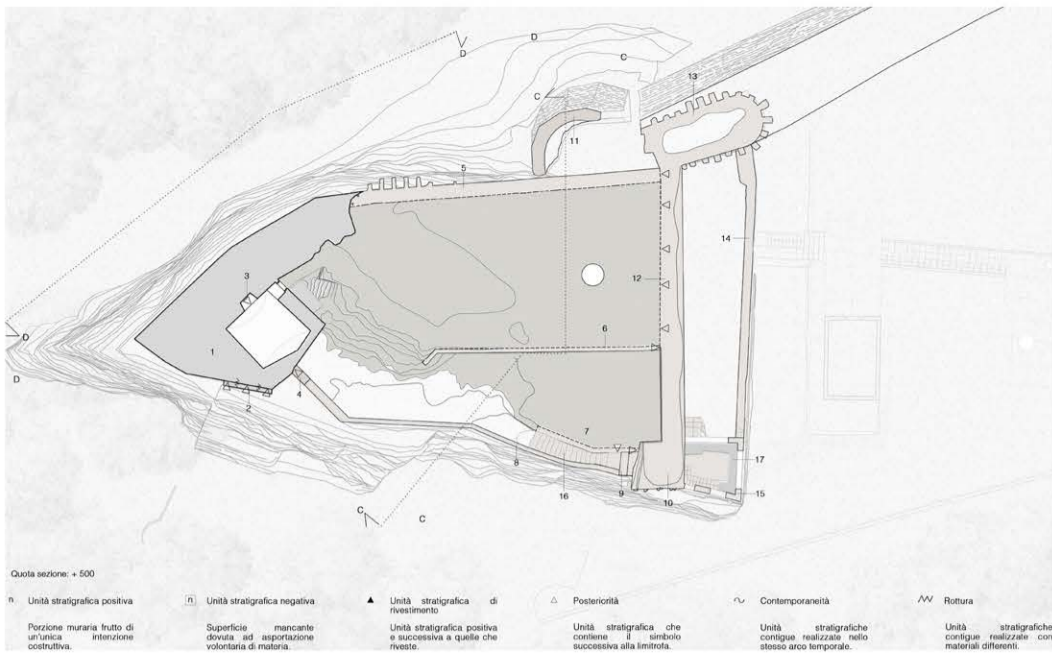 D
D
C
C
13
11
5
14
3
12
D
6
1
D
4
2
7
8
17
9
16
10
15
C
C
Quota sezione: + 500
n Unità stratigrafica positiva
n Unità stratigrafica negativa
Unità stratigrafica di
rivestimento
Posteriorità
Contemporaneità
Rottura
Porzione muraria frutto di
un'unica intenzione
costruttiva.
Superficie mancante
dovuta ad asportazione
volontaria di materia.
Unità stratigrafica positiva
e successiva a quelle che
riveste.
Unità stratigrafica che
contiene il simbolo
successiva alla limitrofa.
Unità stratigrafiche
contigue realizzate nello
stesso arco temporale.
Unità stratigrafiche
contigue realizzate con
materiali differenti.